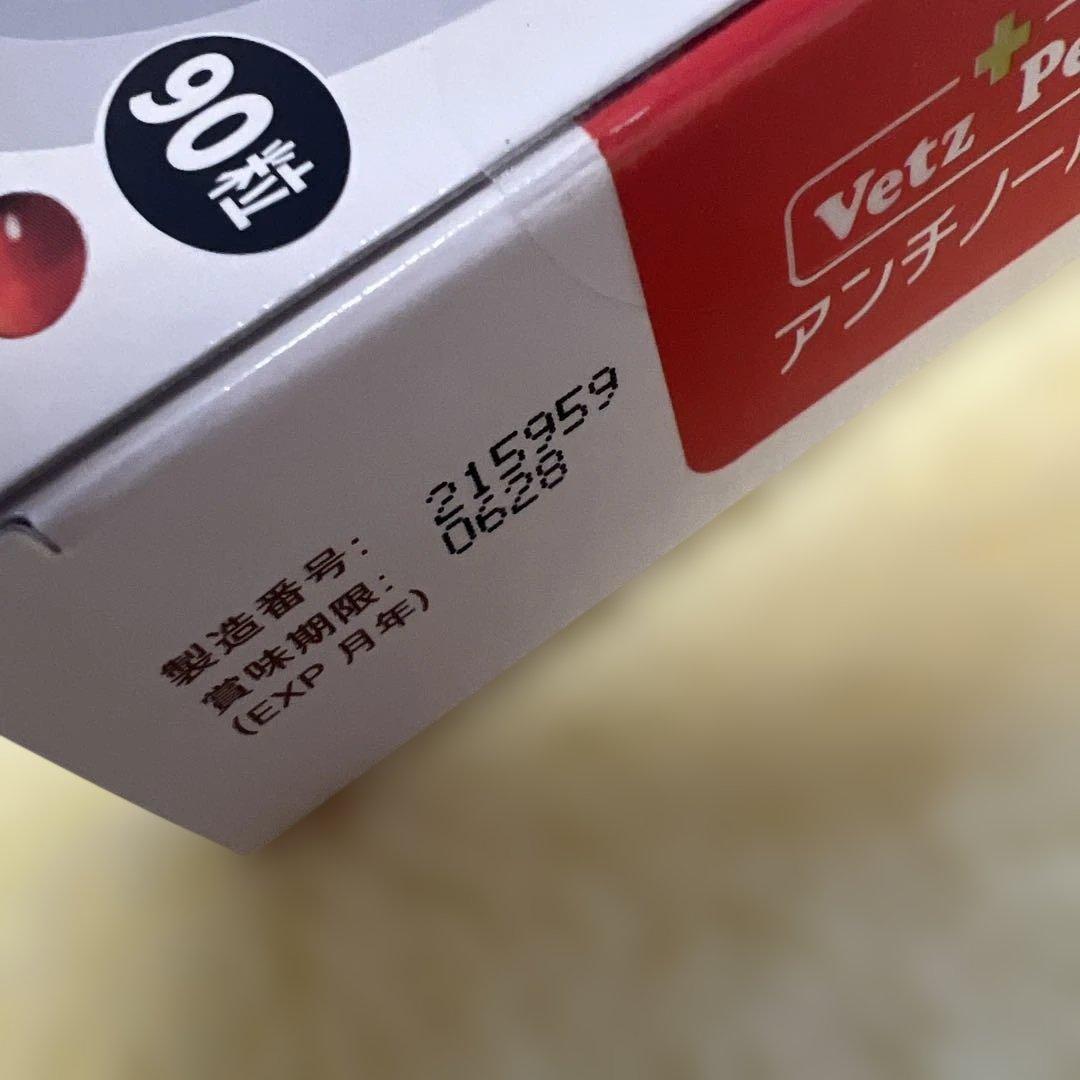 90粒
Vetz Pe
アンチノール
製造番号: 215959
賞味期限: 0628
(EXP 月年)